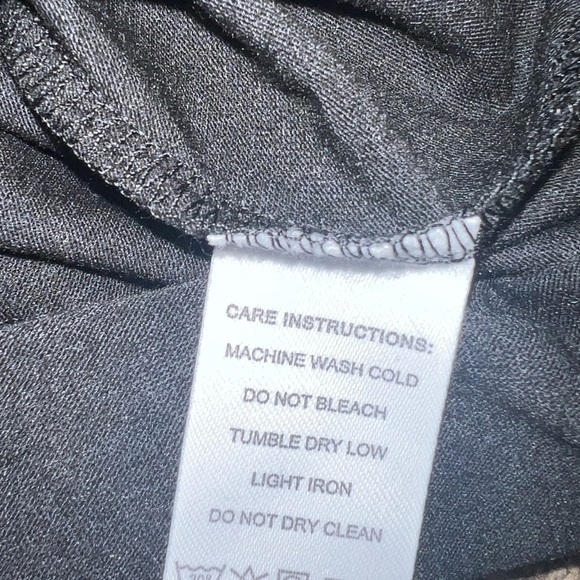 CARE INSTRUCTIONS:
MACHINE WASH COLD
DO NOT BLEACH
TUMBLE DRY LOW
LIGHT IRON
DO NOT DRY CLEAN